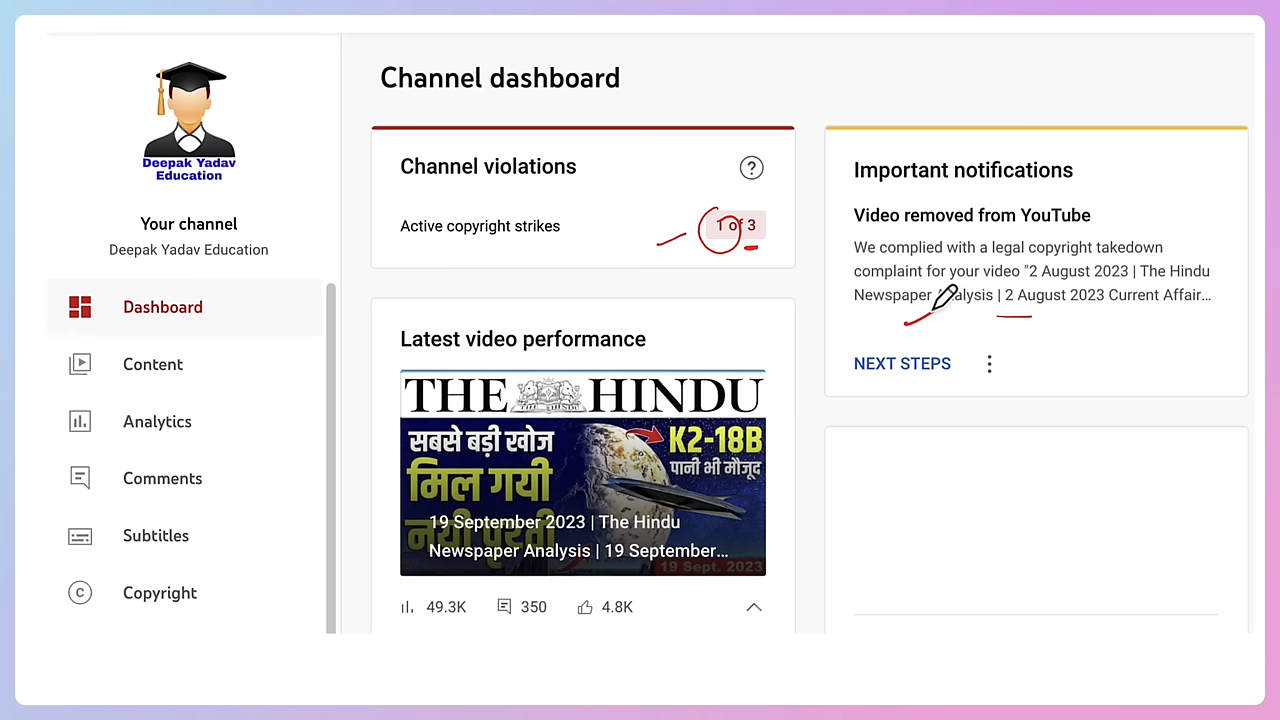 Deepak Yadav
Education
Your channel
Deepak Yadav Education
Dashboard
Content
Analytics
Comments
Subtitles
Copyright
Channel dashboard
Channel violations
?
Active copyright strikes
1 of 3
Latest video performance
THE HINDU
सबसे बड़ी खोज
मिल गयी
नयी पृथ्वी
K2-18B
पानी भी मौजूद
19 September 2023 | The Hindu
Newspaper Analysis | 19 September...
19 Sept. 2023
49.3K 350 4.8K
Important notifications
Video removed from YouTube
We complied with a legal copyright takedown
complaint for your video "2 August 2023 | The Hindu
Newspaper Analysis | 2 August 2023 Current Affair...
NEXT STEPS